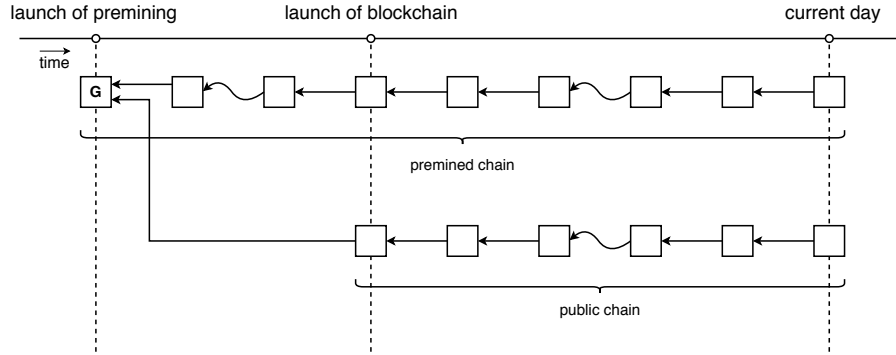 launch of premining
launch of blockchain
current day
time
G
premined chain
public chain